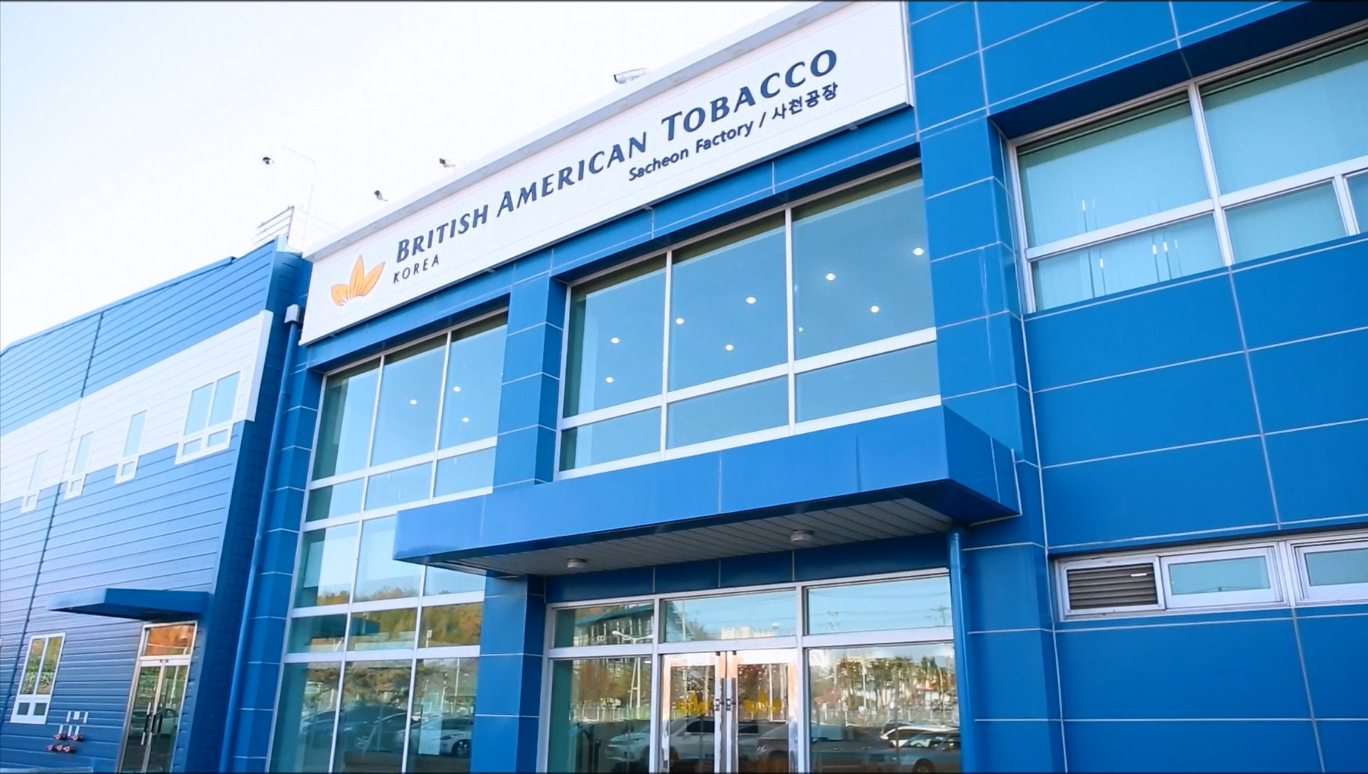 BRITISH AMERICAN TOBACCO
KOREA
Sacheon Factory / 사천공장